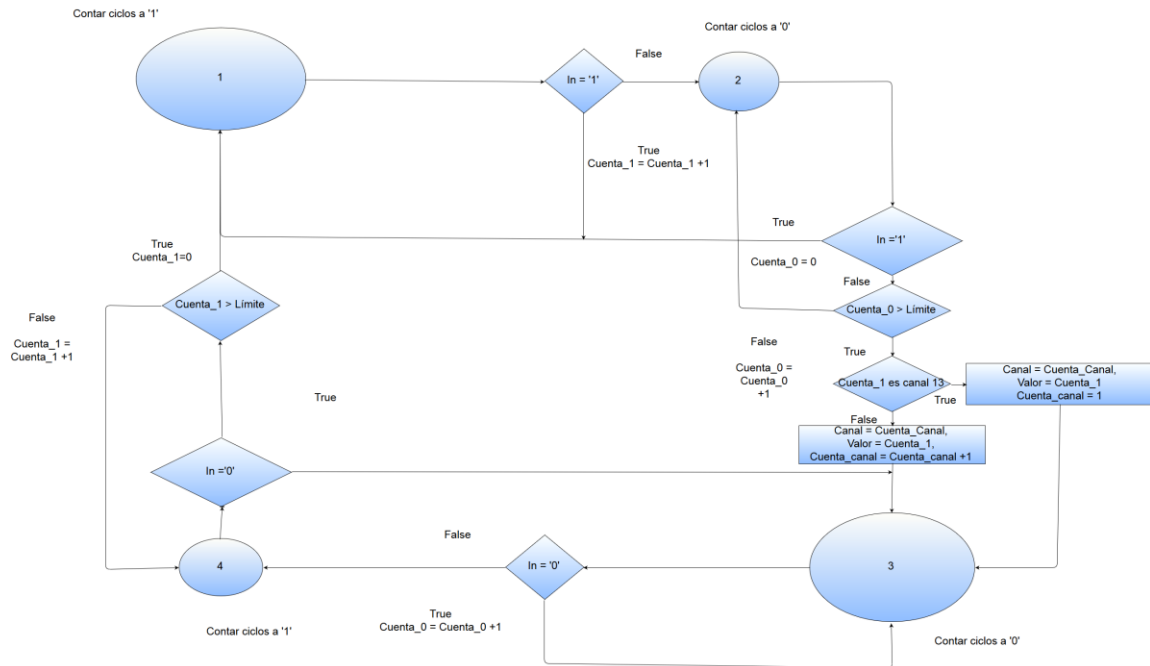 Contar ciclos a '1'
1
In = '1'
False
Contar ciclos a '0'
2
True
Cuenta_1 = Cuenta_1 +1
True
In ='1'
Cuenta_0 = 0
False
Cuenta_0 > Límite
True
Cuenta_1=0
Cuenta_1 > Límite
False
Cuenta_1 =
Cuenta_1 +1
False
Cuenta_0 =
Cuenta_0
+1
True
Cuenta_1 es canal 13
True
Canal = Cuenta_Canal,
Valor = Cuenta_1
Cuenta_canal = 1
False
Canal = Cuenta_Canal,
Valor = Cuenta_1,
Cuenta_canal = Cuenta_canal +1
True
In ='0'
4
False
In = '0'
3
True
Cuenta_0 = Cuenta_0 +1
Contar ciclos a '1'
Contar ciclos a '0'